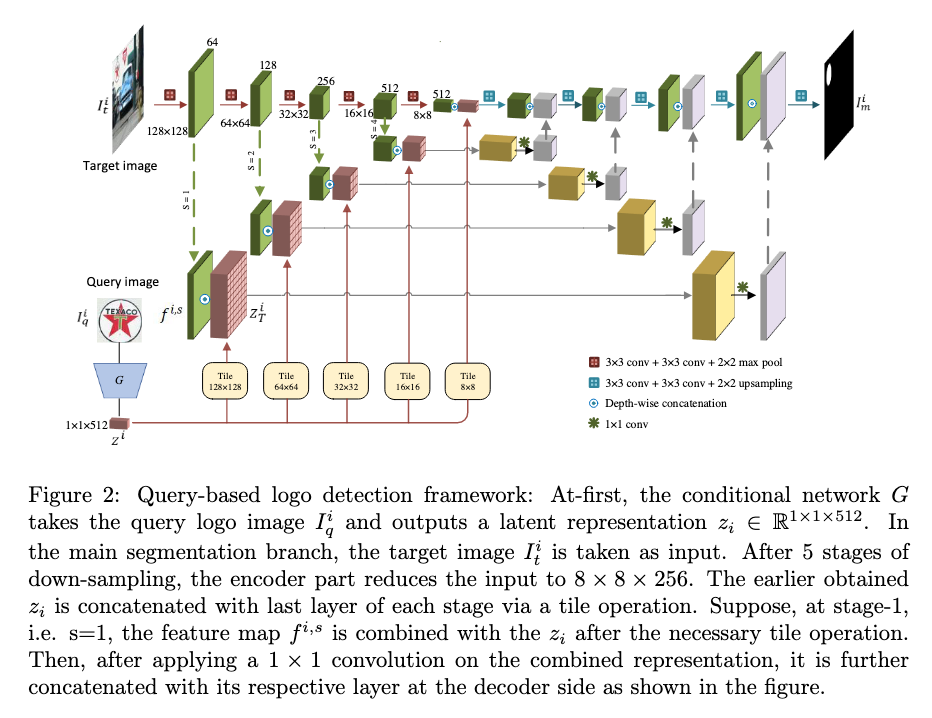 64
128
256
512
512
I_t^i
128×128
64×64
32×32
16×16
8×8
I_m^i
Target image
S = 1
S = 2
S = 3
S = 4
Query image
I_q^i
TEXACO
f^{i,s}
Z_T^i
G
Tile
128×128
Tile
64×64
Tile
32×32
Tile
16×16
Tile
8×8
1×1×512
z^i
3×3 conv + 3×3 conv + 2×2 max pool
3×3 conv + 3×3 conv + 2×2 upsampling
Depth-wise concatenation
1×1 conv
Figure 2: Query-based logo detection framework: At-first, the conditional network G
takes the query logo image I_q^i and outputs a latent representation z_i ∈ ℝ^{1×1×512}. In
the main segmentation branch, the target image I_t^i is taken as input. After 5 stages of
down-sampling, the encoder part reduces the input to 8 × 8 × 256. The earlier obtained
z_i is concatenated with last layer of each stage via a tile operation. Suppose, at stage-1,
i.e. s=1, the feature map f^{i,s} is combined with the z_i after the necessary tile operation.
Then, after applying a 1 × 1 convolution on the combined representation, it is further
concatenated with its respective layer at the decoder side as shown in the figure.